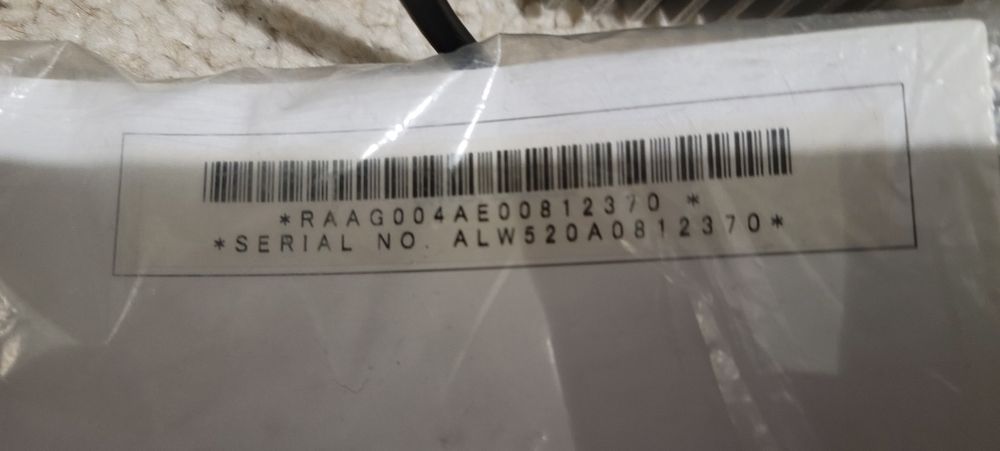 *RAAG004AE00812370 *
*SERIAL NO. ALW520A0812370*